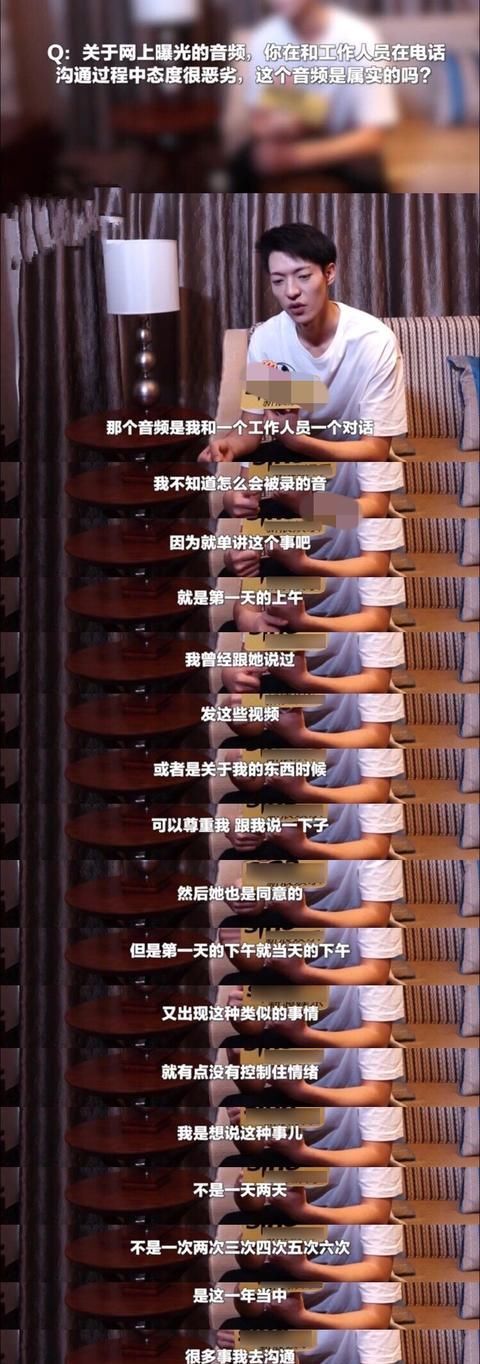 Q：关于网上曝光的音频，你在和工作人员在电话
沟通过程中态度很恶劣，这个音频是属实的吗？
那个音频是我和一个工作人员一个对话
我不知道怎么会被录的音
因为就单讲这个事吧
就是第一天的上午
我曾经跟她说过
发这些视频
或者是关于我的东西时候
可以尊重我 跟我说一下子
然后她也是同意的
但是第一天的下午就当天的下午
又出现这种类似的事情
就有点没有控制住情绪
我是想说这种事儿
不是一天两天
不是一次两次三次四次五次六次
是这一年当中
很多事我去沟通